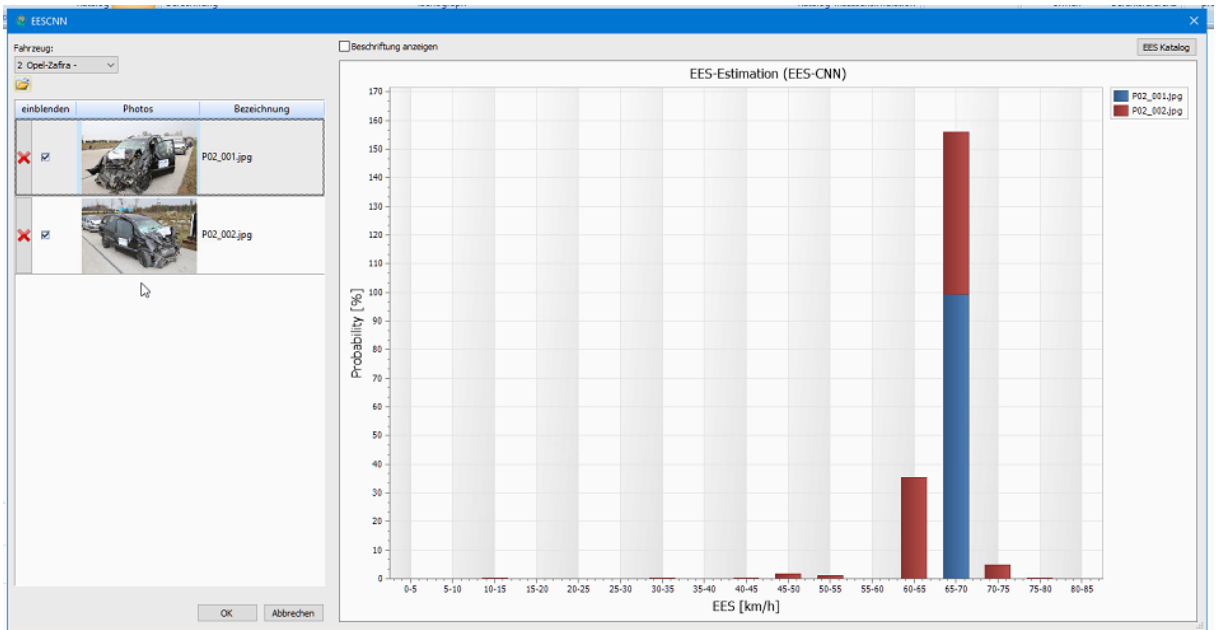 EESCNN
Fahrzeug:
2 Opel-Zafira -
einblenden Photos Bezeichnung
P02_001.jpg
P02_002.jpg
OK Abbrechen
Beschriftung anzeigen
EES Katalog
EES-Estimation (EES-CNN)
P02_001.jpg
P02_002.jpg
Probability [%]
170
160
150
140
130
120
110
100
90
80
70
60
50
40
30
20
10
0
0-5 5-10 10-15 15-20 20-25 25-30 30-35 35-40 40-45 45-50 50-55 55-60 60-65 65-70 70-75 75-80 80-85
EES [km/h]